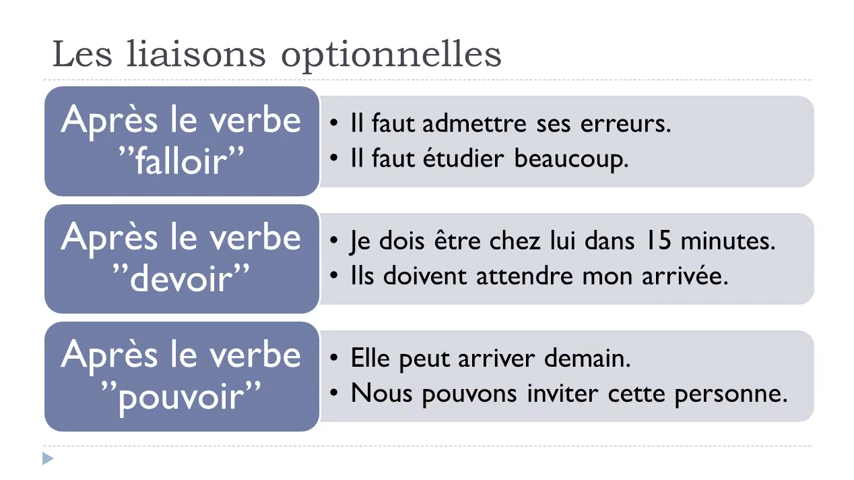 Les liaisons optionnelles
Après le verbe
”falloir”
• Il faut admettre ses erreurs.
• Il faut étudier beaucoup.
Après le verbe
”devoir”
• Je dois être chez lui dans 15 minutes.
• Ils doivent attendre mon arrivée.
Après le verbe
”pouvoir”
• Elle peut arriver demain.
• Nous pouvons inviter cette personne.